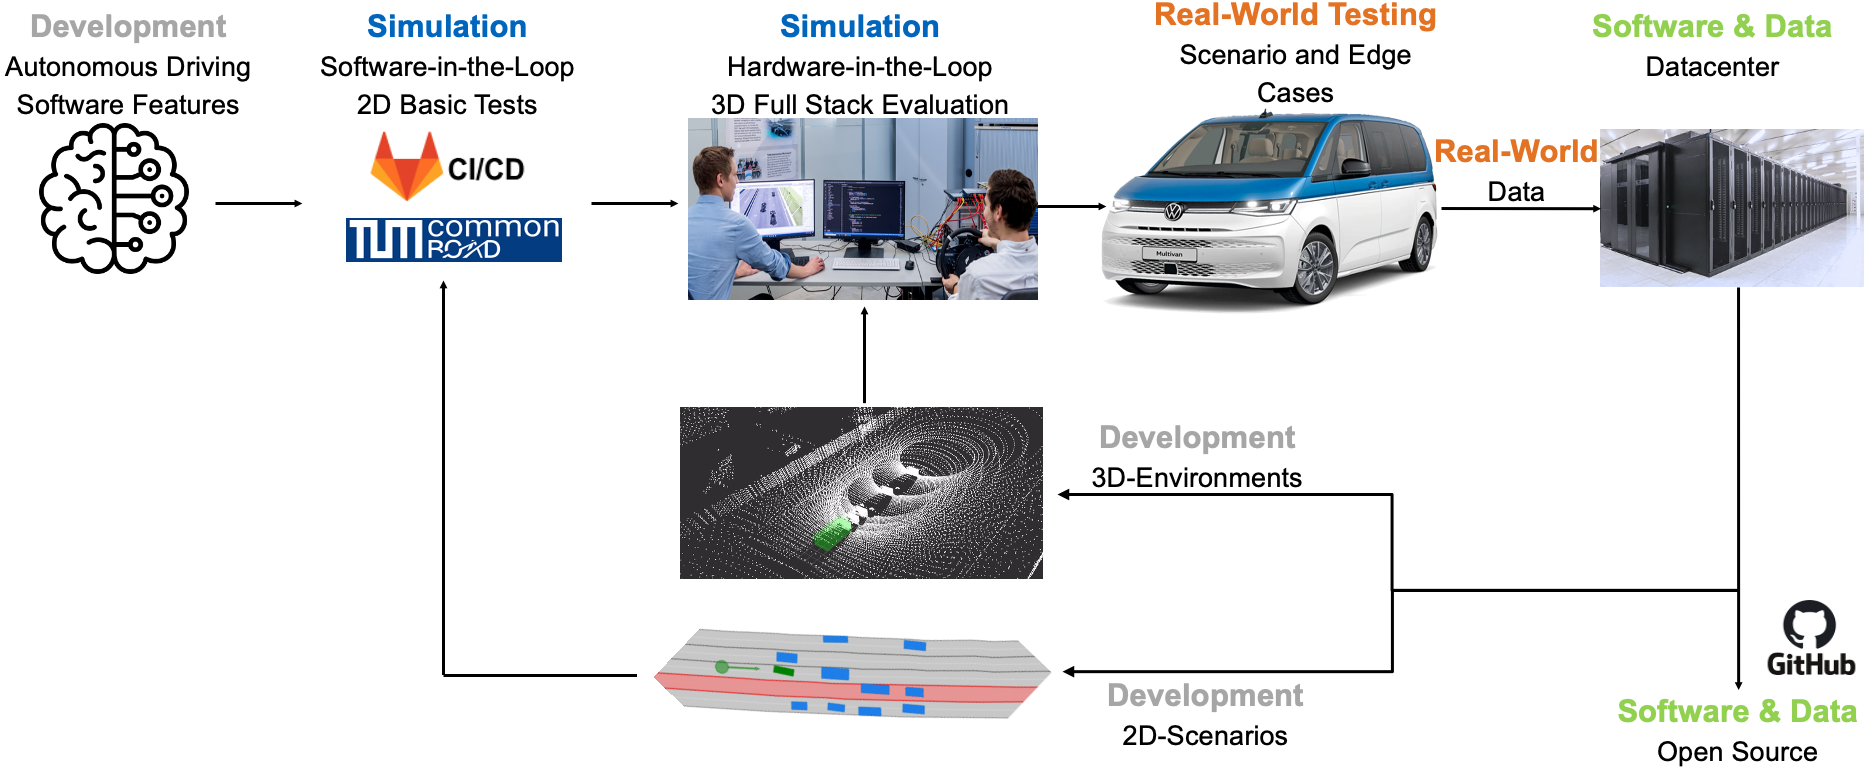 Development
Autonomous Driving
Software Features
Simulation
Software-in-the-Loop
2D Basic Tests
CI/CD
TUM common
ROAD
Simulation
Hardware-in-the-Loop
3D Full Stack Evaluation
Real-World Testing
Scenario and Edge
Cases
Multivan
Real-World
Data
Software & Data
Datacenter
Development
3D-Environments
Development
2D-Scenarios
GitHub
Software & Data
Open Source